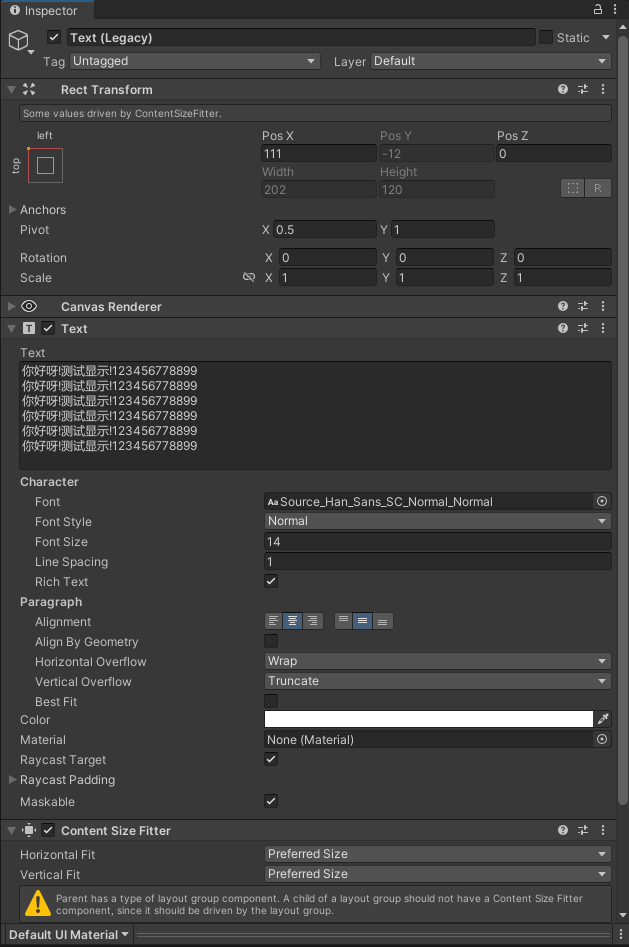 Inspector
Text (Legacy)
Static
Tag Untagged Layer Default
Rect Transform
Some values driven by ContentSizeFitter.
left
top
Pos X Pos Y Pos Z
111 -12 0
Width Height
202 120
R
Anchors
Pivot X 0.5 Y 1
Rotation X 0 Y 0 Z 0
Scale X 1 Y 1 Z 1
Canvas Renderer
T Text
Text
你好呀!测试显示!123456778899
你好呀!测试显示!123456778899
你好呀!测试显示!123456778899
你好呀!测试显示!123456778899
你好呀!测试显示!123456778899
你好呀!测试显示!123456778899
Character
Font Aa Source_Han_Sans_SC_Normal_Normal
Font Style Normal
Font Size 14
Line Spacing 1
Rich Text
Paragraph
Alignment
Align By Geometry
Horizontal Overflow Wrap
Vertical Overflow Truncate
Best Fit
Color
Material None (Material)
Raycast Target
Raycast Padding
Maskable
Content Size Fitter
Horizontal Fit Preferred Size
Vertical Fit Preferred Size
Parent has a type of layout group component. A child of a layout group should not have a Content Size Fitter
component, since it should be driven by the layout group.
Default UI Material